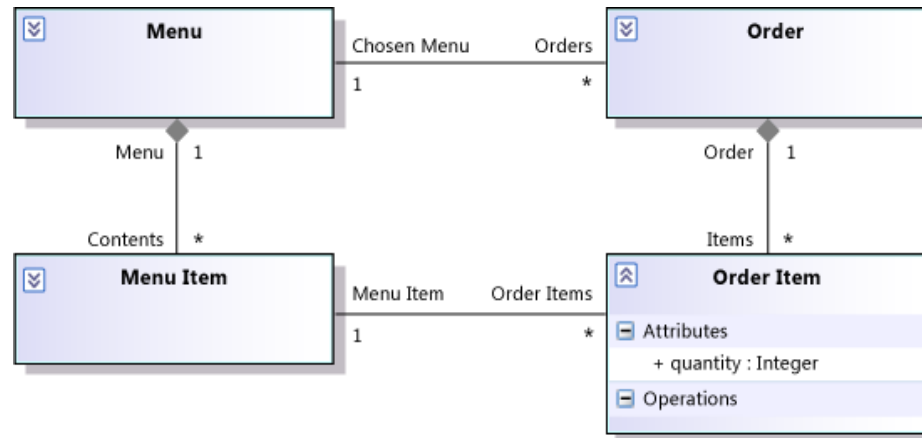 Menu
Order
Chosen Menu
Orders
1
*
Menu
1
Order
1
Contents
*
Items
*
Menu Item
Order Item
Menu Item
Order Items
1
*
Attributes
+ quantity : Integer
Operations